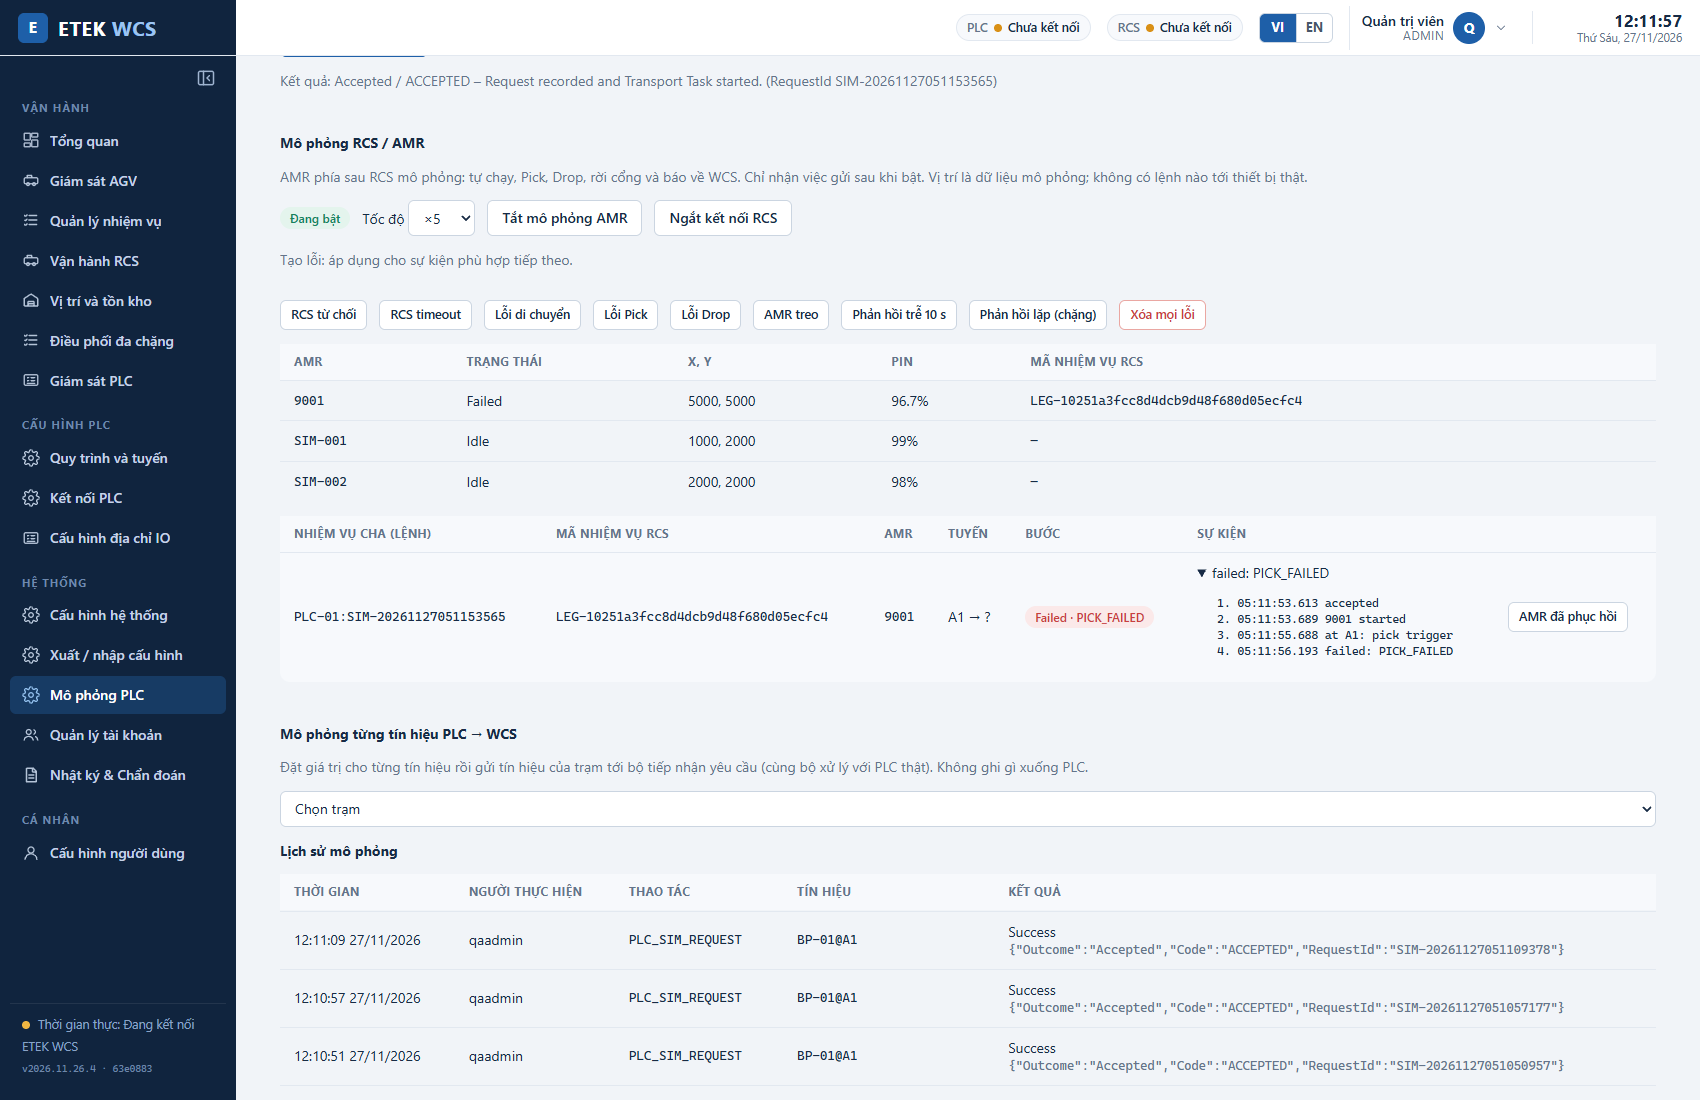 E ETEK WCS
PLC Chưa kết nối
RCS Chưa kết nối
VI EN
Quản trị viên
ADMIN
Q
12:11:57
Thứ Sáu, 27/11/2026
VẬN HÀNH
Tổng quan
Giám sát AGV
Quản lý nhiệm vụ
Vận hành RCS
Vị trí và tồn kho
Điều phối đa chặng
Giám sát PLC
CẤU HÌNH PLC
Quy trình và tuyến
Kết nối PLC
Cấu hình địa chỉ IO
HỆ THỐNG
Cấu hình hệ thống
Xuất / nhập cấu hình
Mô phỏng PLC
Quản lý tài khoản
Nhật ký & Chẩn đoán
CÁ NHÂN
Cấu hình người dùng
Thời gian thực: Đang kết nối
ETEK WCS
v2026.11.26.4 · 63e0883
Kết quả: Accepted / ACCEPTED – Request recorded and Transport Task started. (RequestId SIM-20261127051153565)
Mô phỏng RCS / AMR
AMR phía sau RCS mô phỏng: tự chạy, Pick, Drop, rời cổng và báo về WCS. Chỉ nhận việc gửi sau khi bật. Vị trí là dữ liệu mô phỏng; không có lệnh nào tới thiết bị thật.
Đang bật Tốc độ ×5 Tắt mô phỏng AMR Ngắt kết nối RCS
Tạo lỗi: áp dụng cho sự kiện phù hợp tiếp theo.
RCS từ chối RCS timeout Lỗi di chuyển Lỗi Pick Lỗi Drop AMR treo Phản hồi trễ 10 s Phản hồi lặp (chặng) Xóa mọi lỗi
AMR TRẠNG THÁI X, Y PIN MÃ NHIỆM VỤ RCS
9001 Failed 5000, 5000 96.7% LEG-10251a3fcc8d4dcb9d48f680d05ecfc4
SIM-001 Idle 1000, 2000 99% —
SIM-002 Idle 2000, 2000 98% —
NHIỆM VỤ CHA (LỆNH) MÃ NHIỆM VỤ RCS AMR TUYẾN BƯỚC SỰ KIỆN
▼ failed: PICK_FAILED
1. 05:11:53.613 accepted
2. 05:11:53.689 9001 started
PLC-01:SIM-20261127051153565 LEG-10251a3fcc8d4dcb9d48f680d05ecfc4 9001 A1 → ? Failed · PICK_FAILED AMR đã phục hồi
3. 05:11:55.688 at A1: pick trigger
4. 05:11:56.193 failed: PICK_FAILED
Mô phỏng từng tín hiệu PLC → WCS
Đặt giá trị cho từng tín hiệu rồi gửi tín hiệu của trạm tới bộ tiếp nhận yêu cầu (cùng bộ xử lý với PLC thật). Không ghi gì xuống PLC.
Chọn trạm
Lịch sử mô phỏng
THỜI GIAN NGƯỜI THỰC HIỆN THAO TÁC TÍN HIỆU KẾT QUẢ
12:11:09 27/11/2026 qaadmin PLC_SIM_REQUEST BP-01@A1 Success
{"Outcome":"Accepted","Code":"ACCEPTED","RequestId":"SIM-20261127051109378"}
12:10:57 27/11/2026 qaadmin PLC_SIM_REQUEST BP-01@A1 Success
{"Outcome":"Accepted","Code":"ACCEPTED","RequestId":"SIM-20261127051057177"}
12:10:51 27/11/2026 qaadmin PLC_SIM_REQUEST BP-01@A1 Success
{"Outcome":"Accepted","Code":"ACCEPTED","RequestId":"SIM-20261127051050957"}